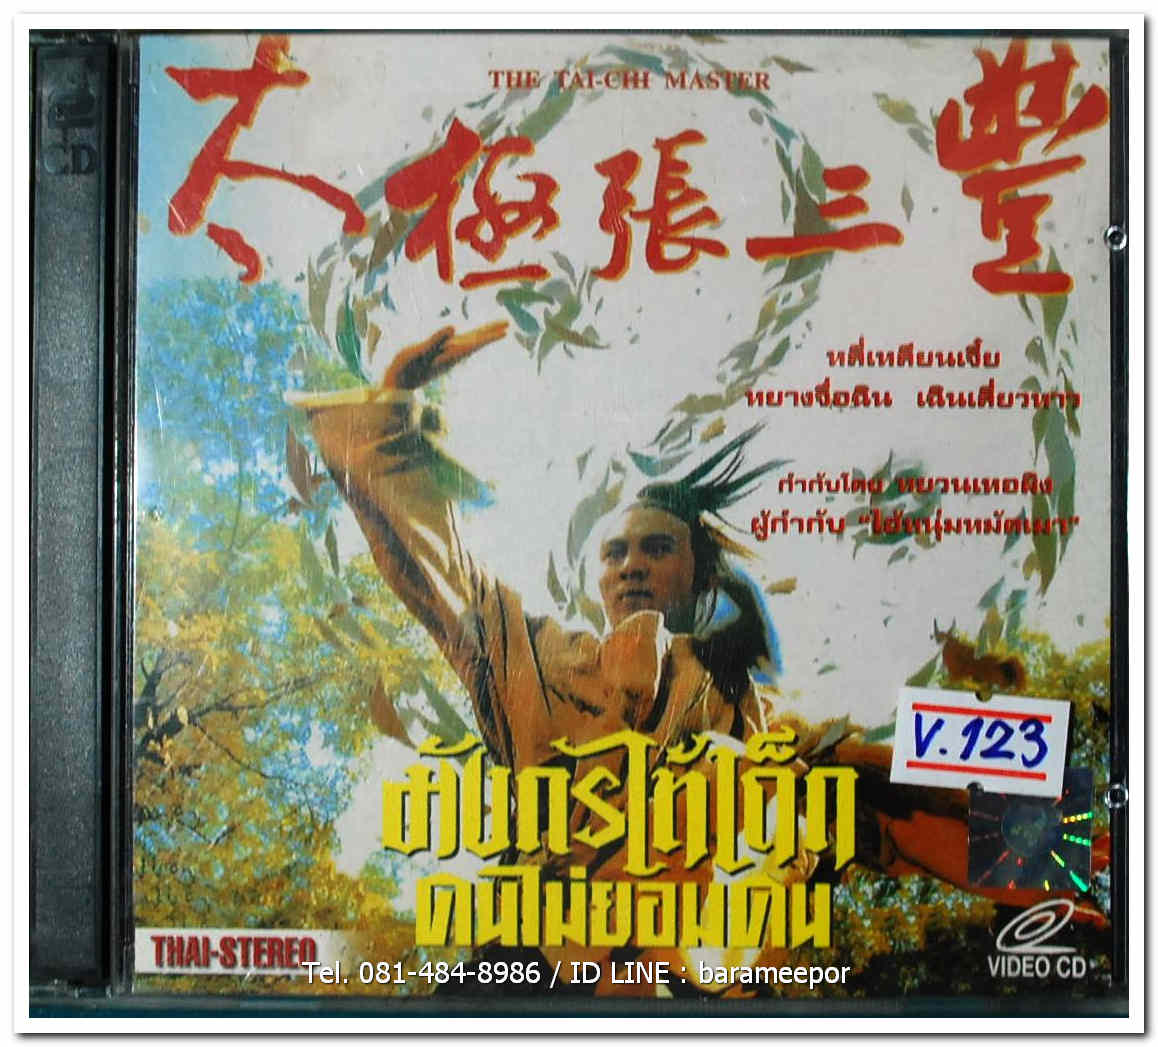 THE TAI-CHI MASTER
太極張三豐
หลี่เหลียนเจี๋ย
หยางจื่อฉิน เฉินเสี่ยวหาว
กำกับโดย หยวนเหอผิง
ผู้กำกับ "ไอ้หนุ่มหมัดเมา"
V.123
มังกรไท้เก็ก
คนไม่ยอมคน
THAI-STEREO
VIDEO CD
Tel. 081-484-8986 / ID LINE : barameepor
CD